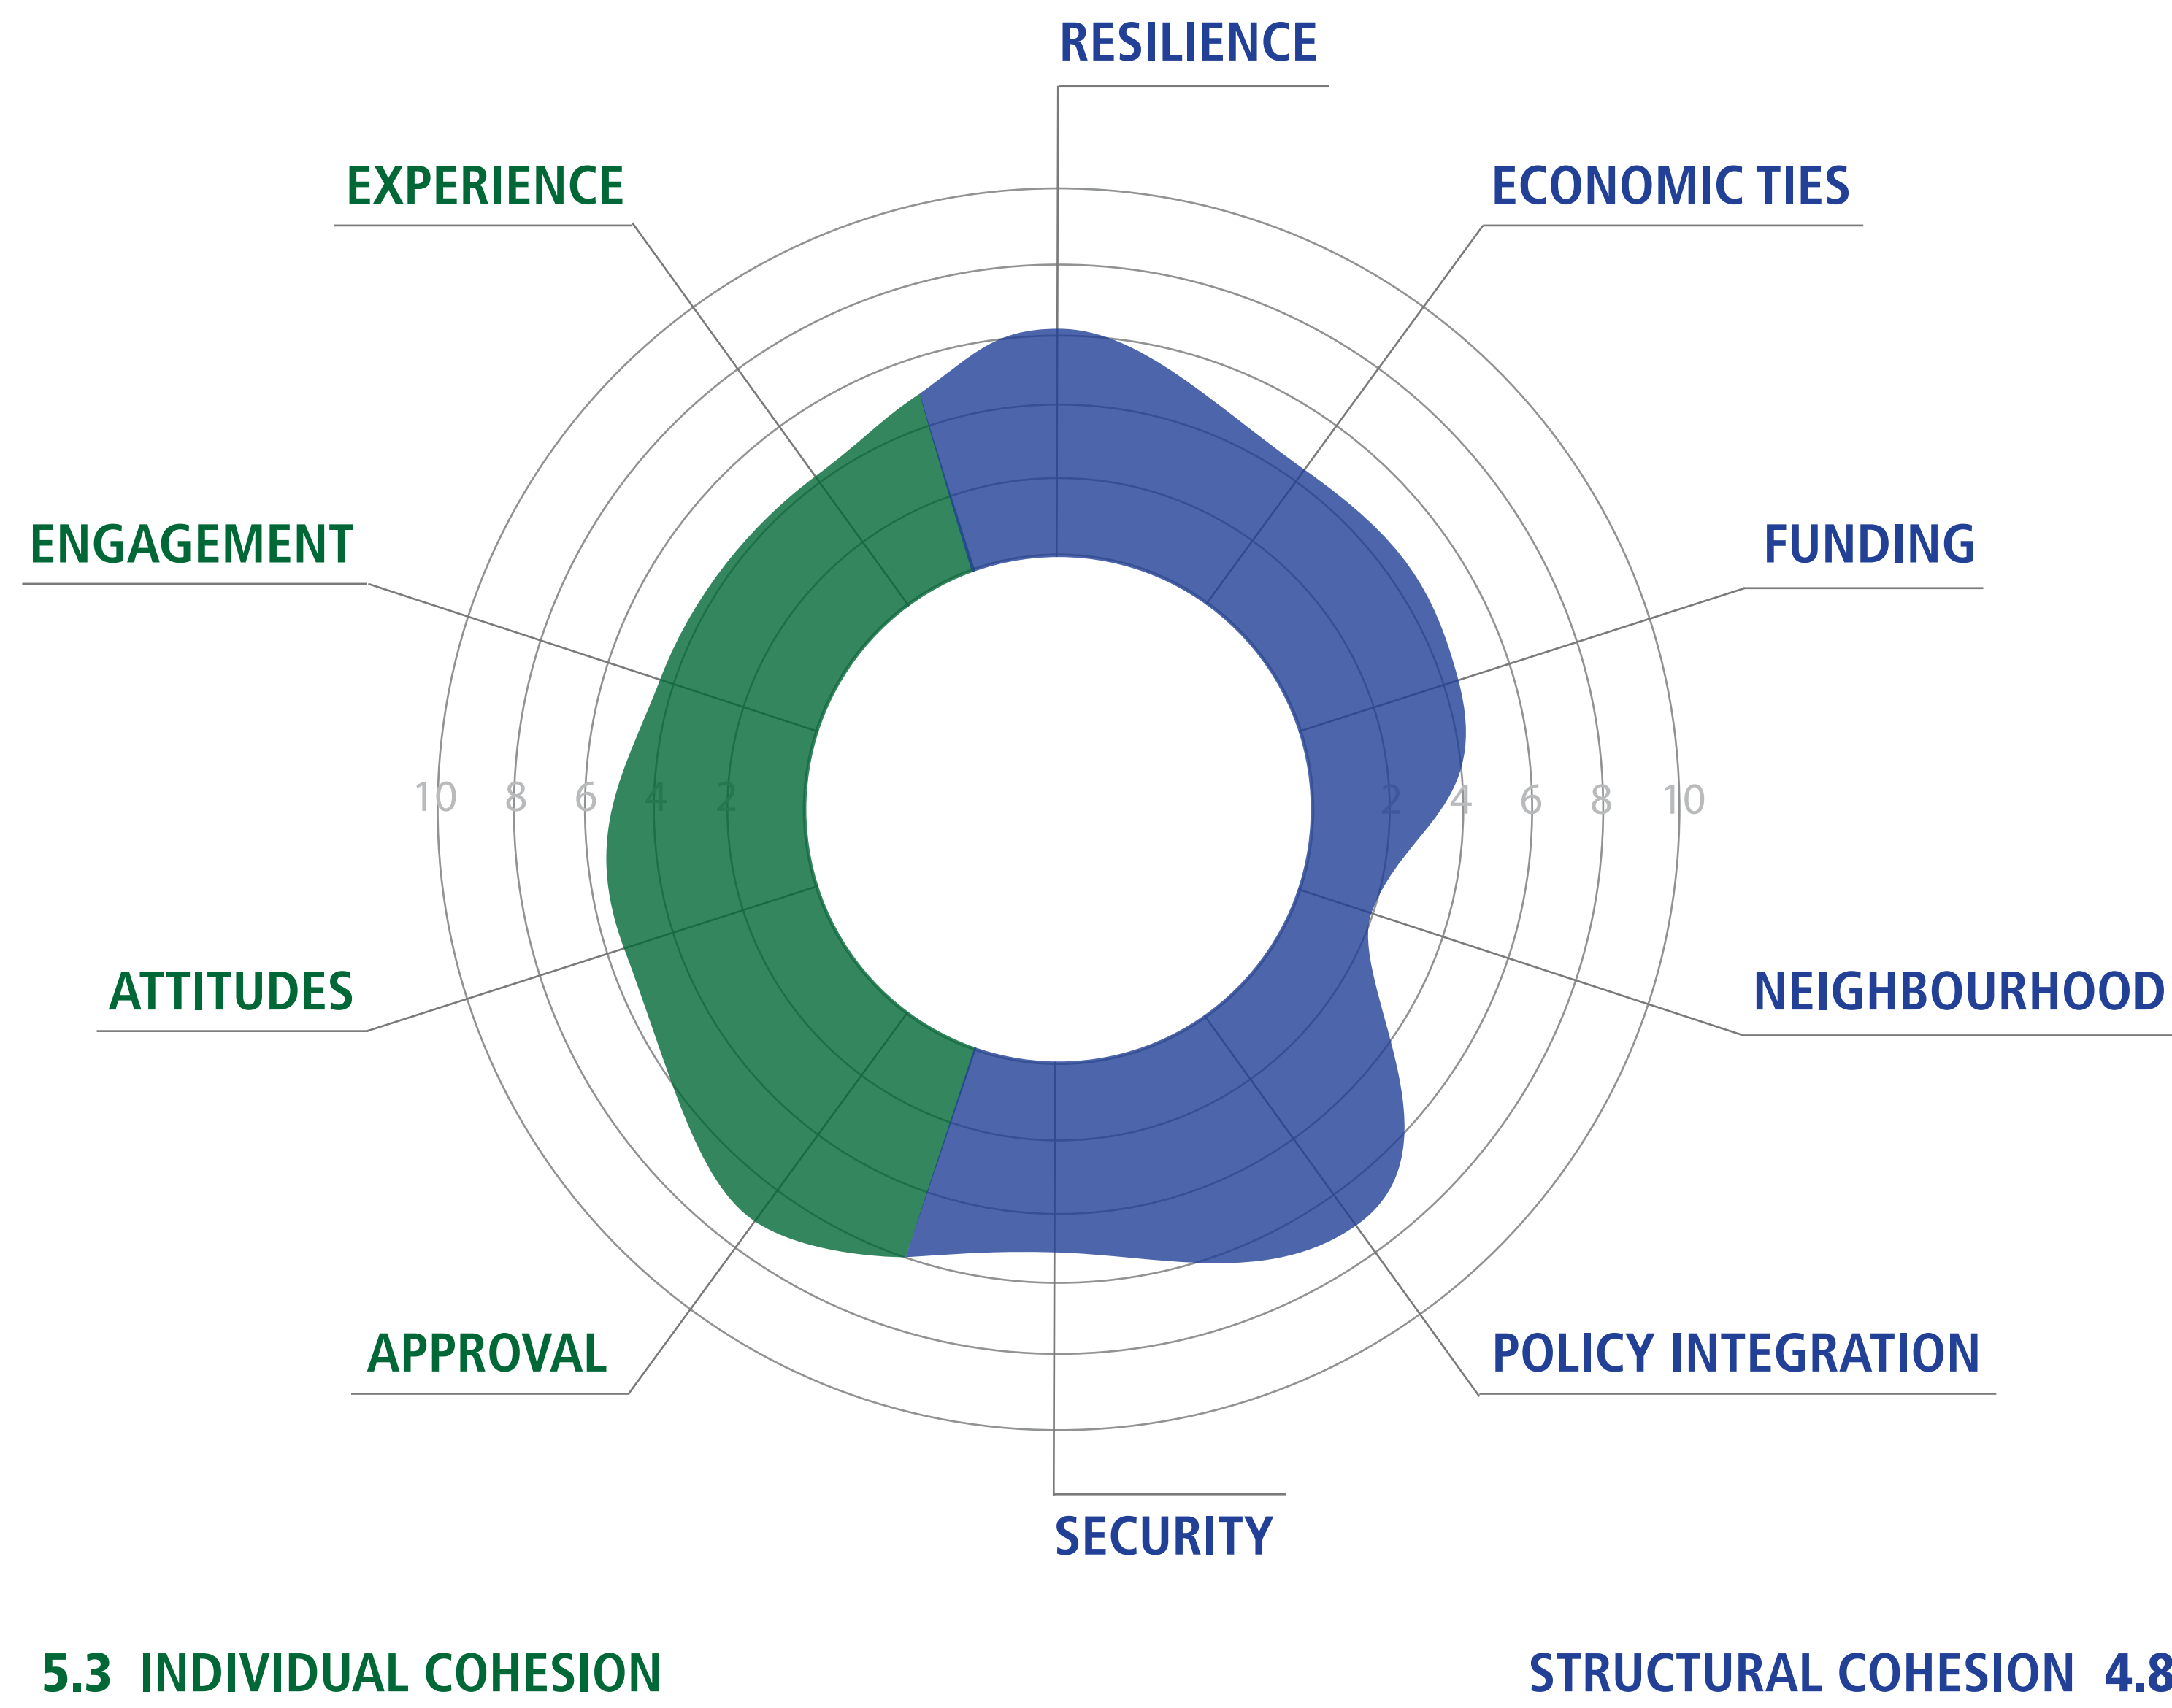 RESILIENCE
EXPERIENCE
ECONOMIC TIES
ENGAGEMENT
FUNDING
10 8 6 4 2 2 4 6 8 10
ATTITUDES
NEIGHBOURHOOD
APPROVAL
POLICY INTEGRATION
SECURITY
5.3 INDIVIDUAL COHESION
STRUCTURAL COHESION 4.8